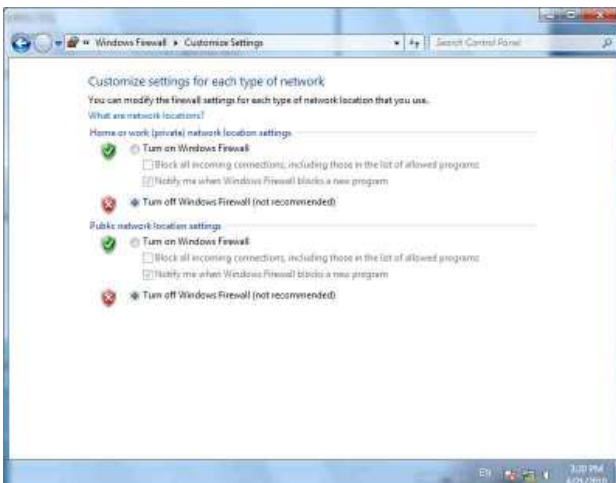 « Windows Firewall ▸ Customize Settings
Search Control Panel
Customize settings for each type of network
You can modify the firewall settings for each type of network location that you use.
What are network locations?
Home or work (private) network location settings
Turn on Windows Firewall
Block all incoming connections, including those in the list of allowed programs
Notify me when Windows Firewall blocks a new program
Turn off Windows Firewall (not recommended)
Public network location settings
Turn on Windows Firewall
Block all incoming connections, including those in the list of allowed programs
Notify me when Windows Firewall blocks a new program
Turn off Windows Firewall (not recommended)
EN